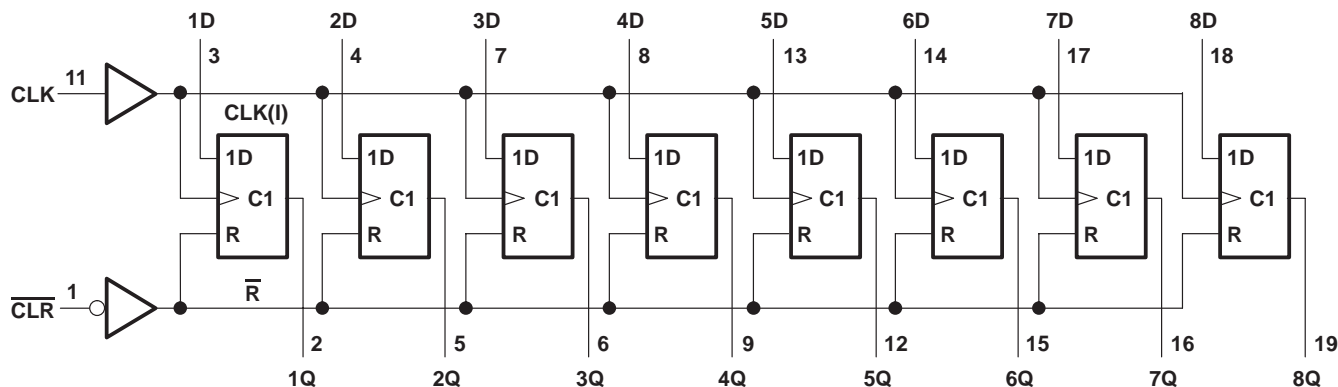 1D 2D 3D 4D 5D 6D 7D 8D
3 4 7 8 13 14 17 18
CLK 11
CLK(I)
1D 1D 1D 1D 1D 1D 1D 1D
C1 C1 C1 C1 C1 C1 C1 C1
R R R R R R R R
C̅L̅R̅ 1 R̅
2 5 6 9 12 15 16 19
1Q 2Q 3Q 4Q 5Q 6Q 7Q 8Q